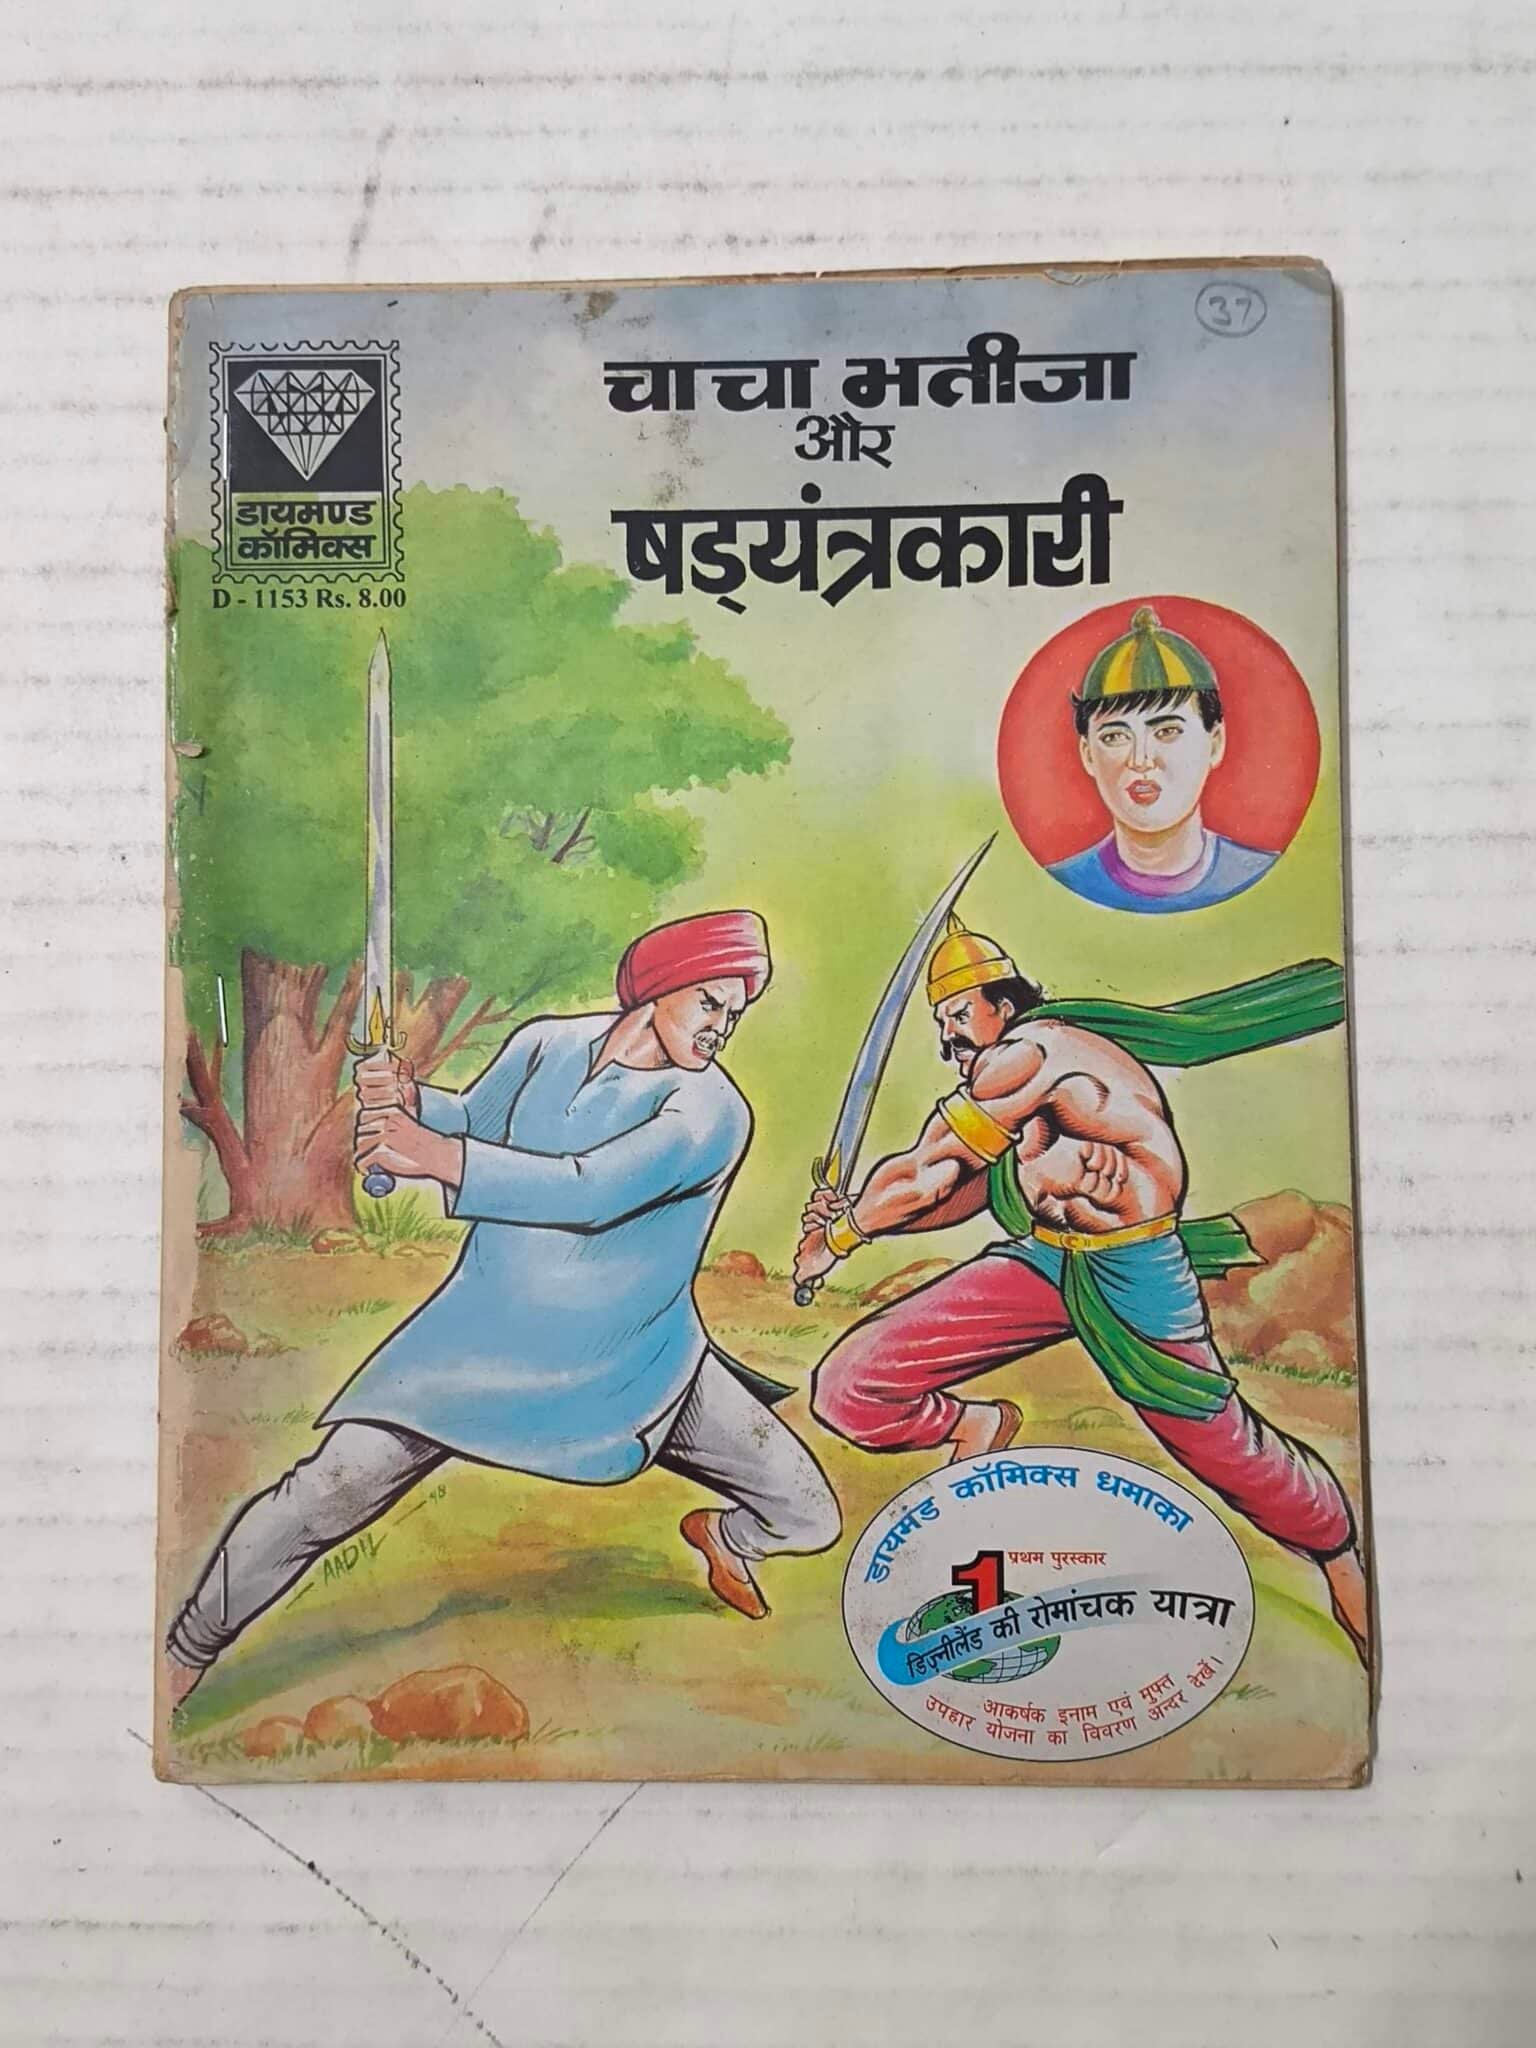 37
चाचा भतीजा
और
षड्यंत्रकारी
डायमण्ड
कॉमिक्स
D - 1153 Rs. 8.00
AADIL
98
डायमंड कॉमिक्स धमाका
1 प्रथम पुरस्कार
डिज़्नीलैंड की रोमांचक यात्रा
आकर्षक इनाम एवं मुफ्त
उपहार योजना का विवरण अन्दर देखें।